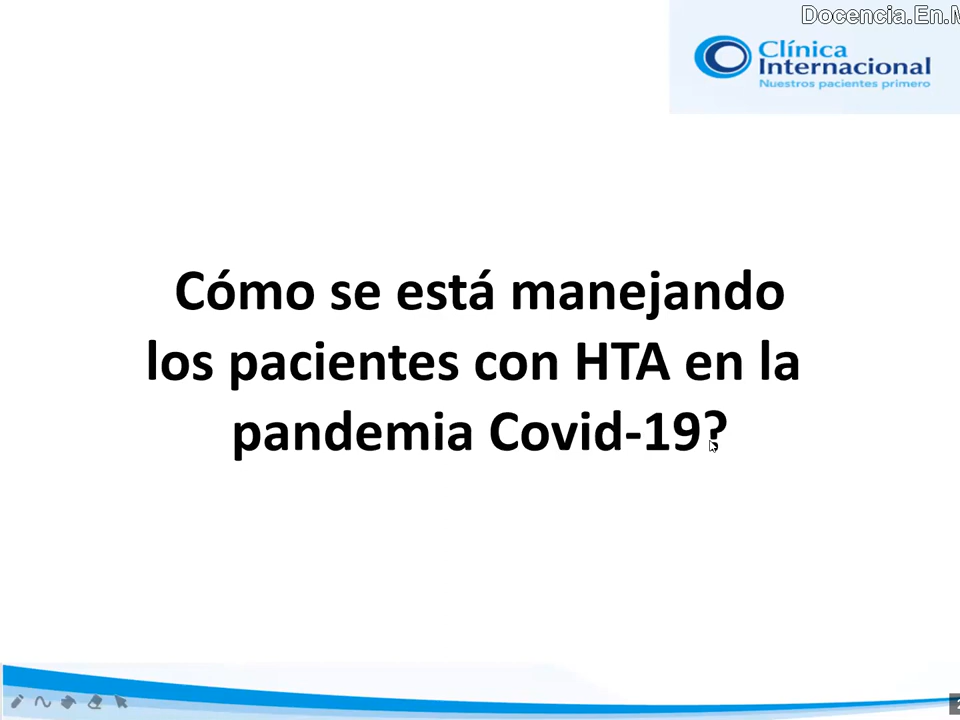 Docencia.En.M
Clínica
Internacional
Nuestros pacientes primero
Cómo se está manejando
los pacientes con HTA en la
pandemia Covid-19?